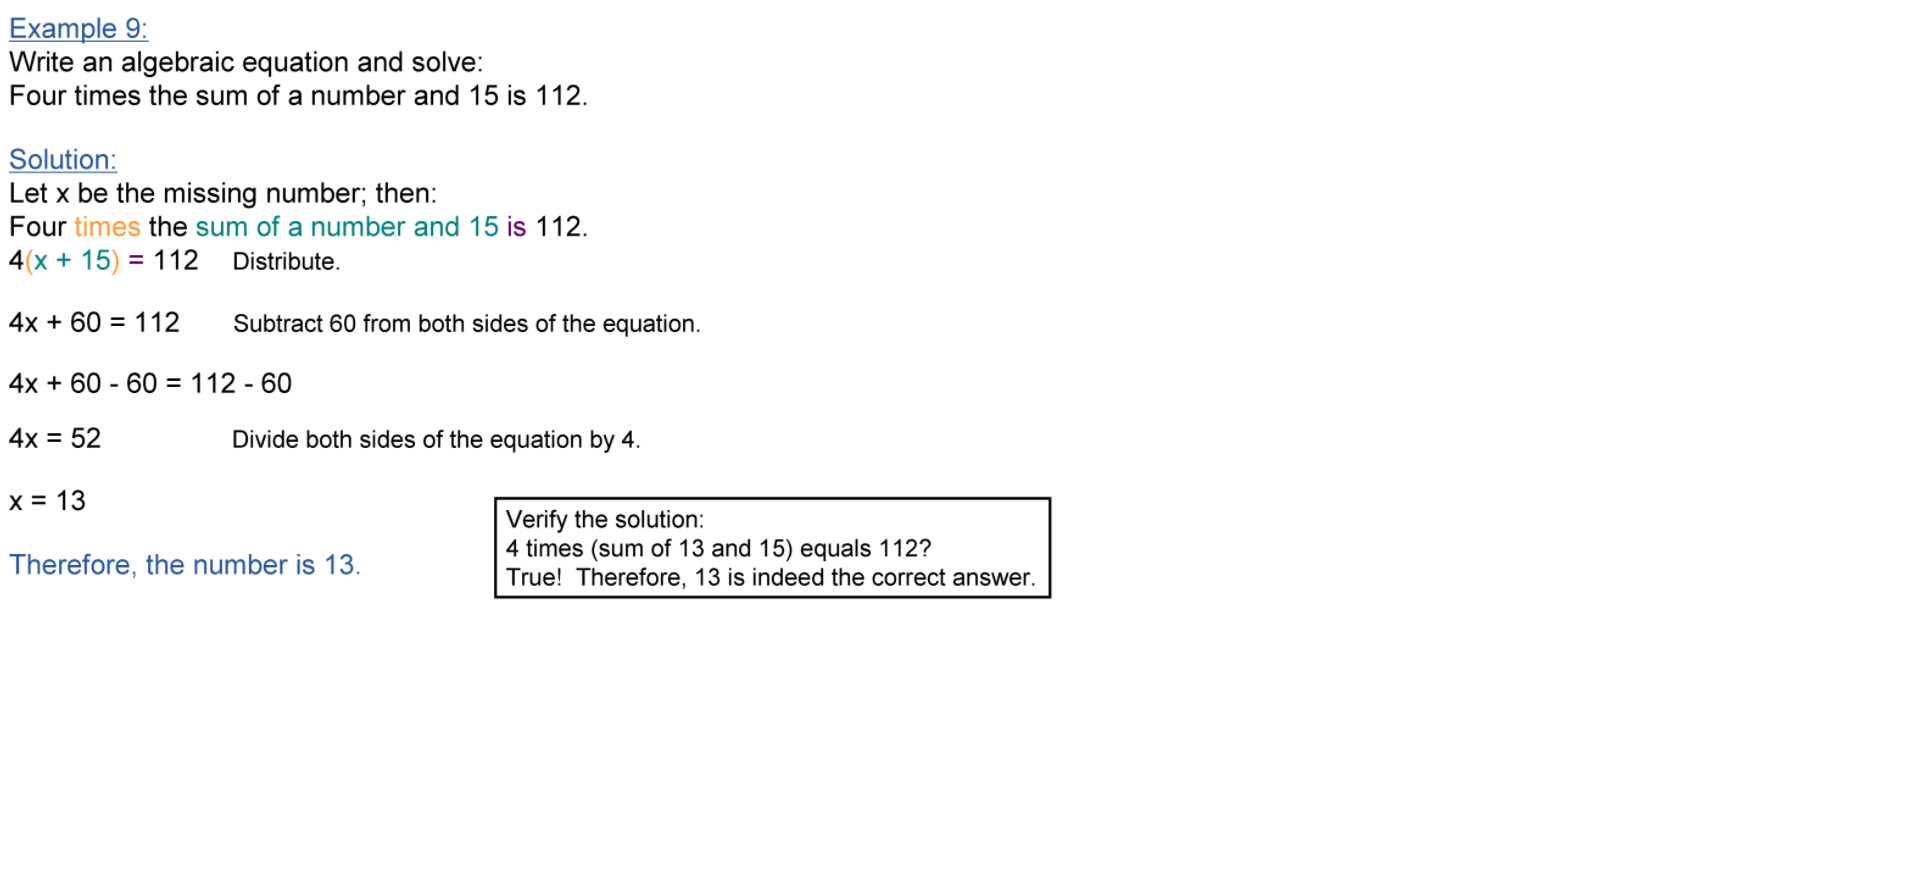 Example 9:
Write an algebraic equation and solve:
Four times the sum of a number and 15 is 112.
Solution:
Let x be the missing number; then:
Four times the sum of a number and 15 is 112.
4(x + 15) = 112 Distribute.
4x + 60 = 112 Subtract 60 from both sides of the equation.
4x + 60 - 60 = 112 - 60
4x = 52 Divide both sides of the equation by 4.
x = 13
Therefore, the number is 13.
Verify the solution:
4 times (sum of 13 and 15) equals 112?
True! Therefore, 13 is indeed the correct answer.